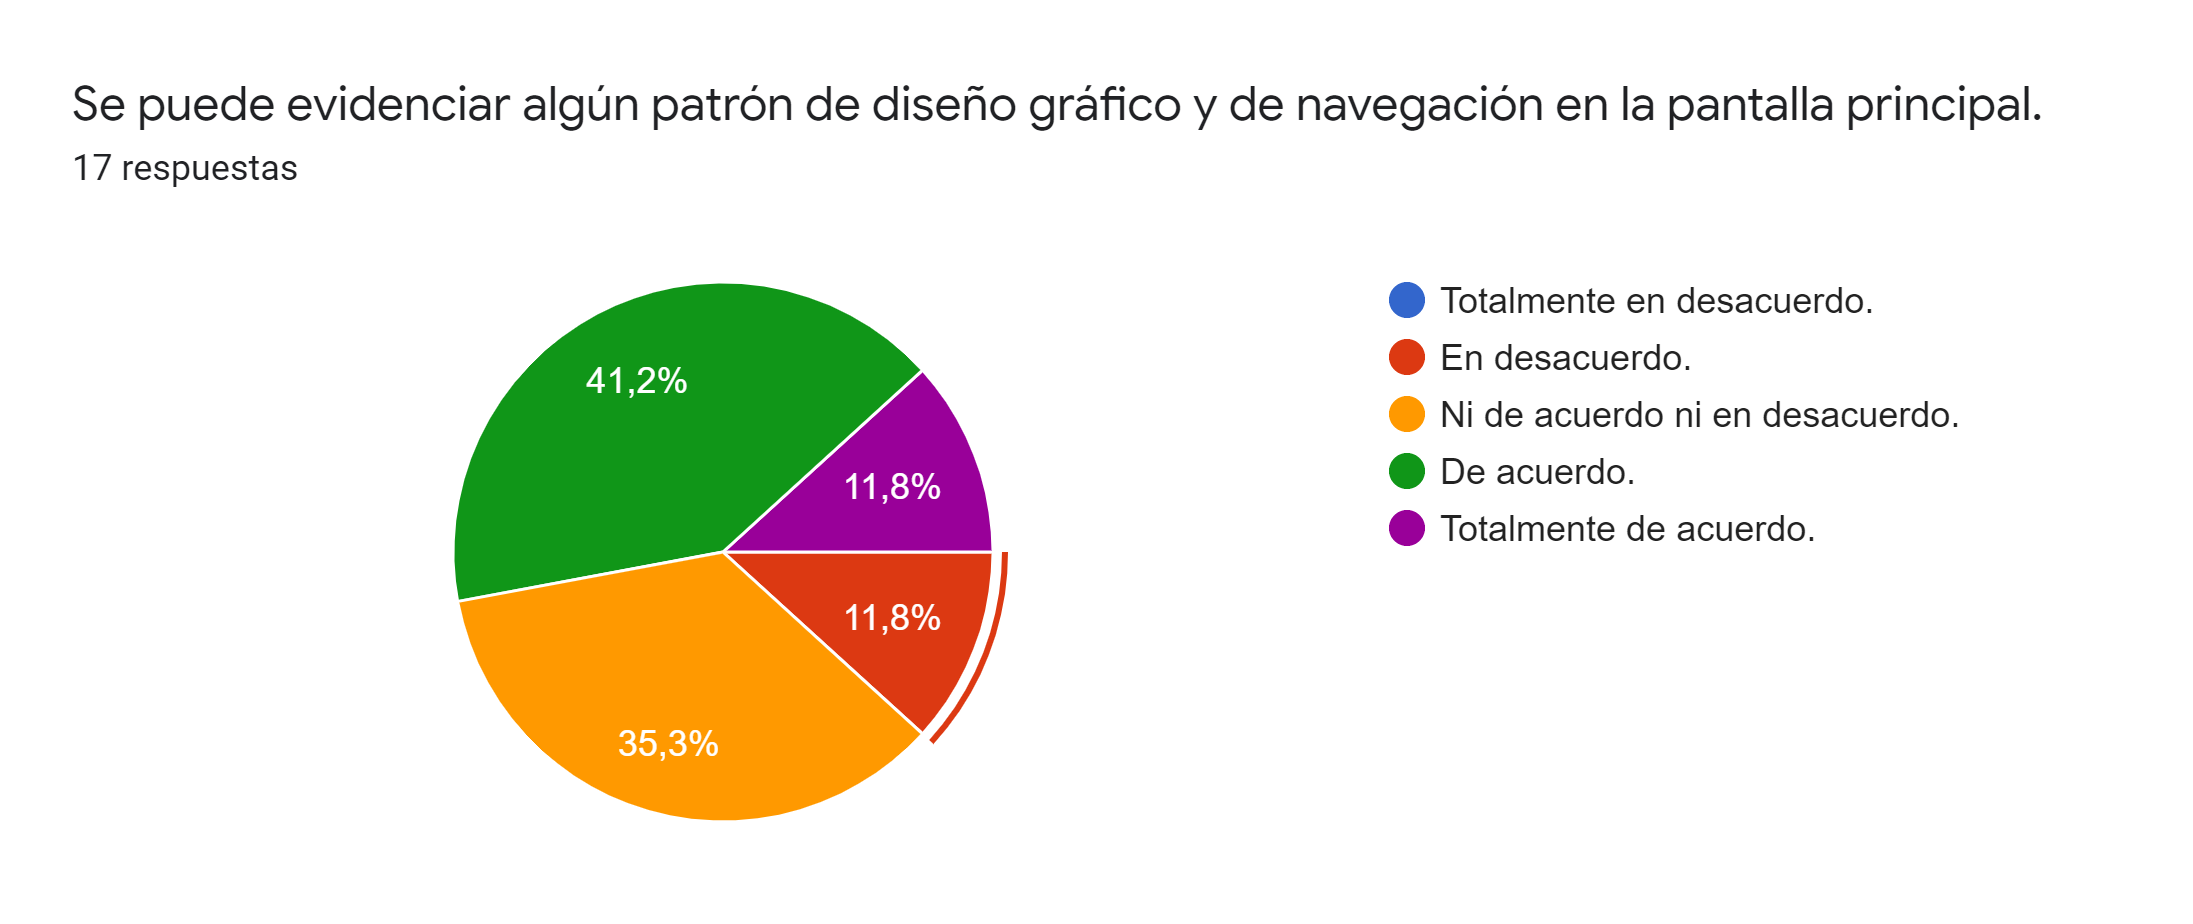 Se puede evidenciar algún patrón de diseño gráfico y de navegación en la pantalla principal.
17 respuestas
41,2%
11,8%
11,8%
35,3%
Totalmente en desacuerdo.
En desacuerdo.
Ni de acuerdo ni en desacuerdo.
De acuerdo.
Totalmente de acuerdo.